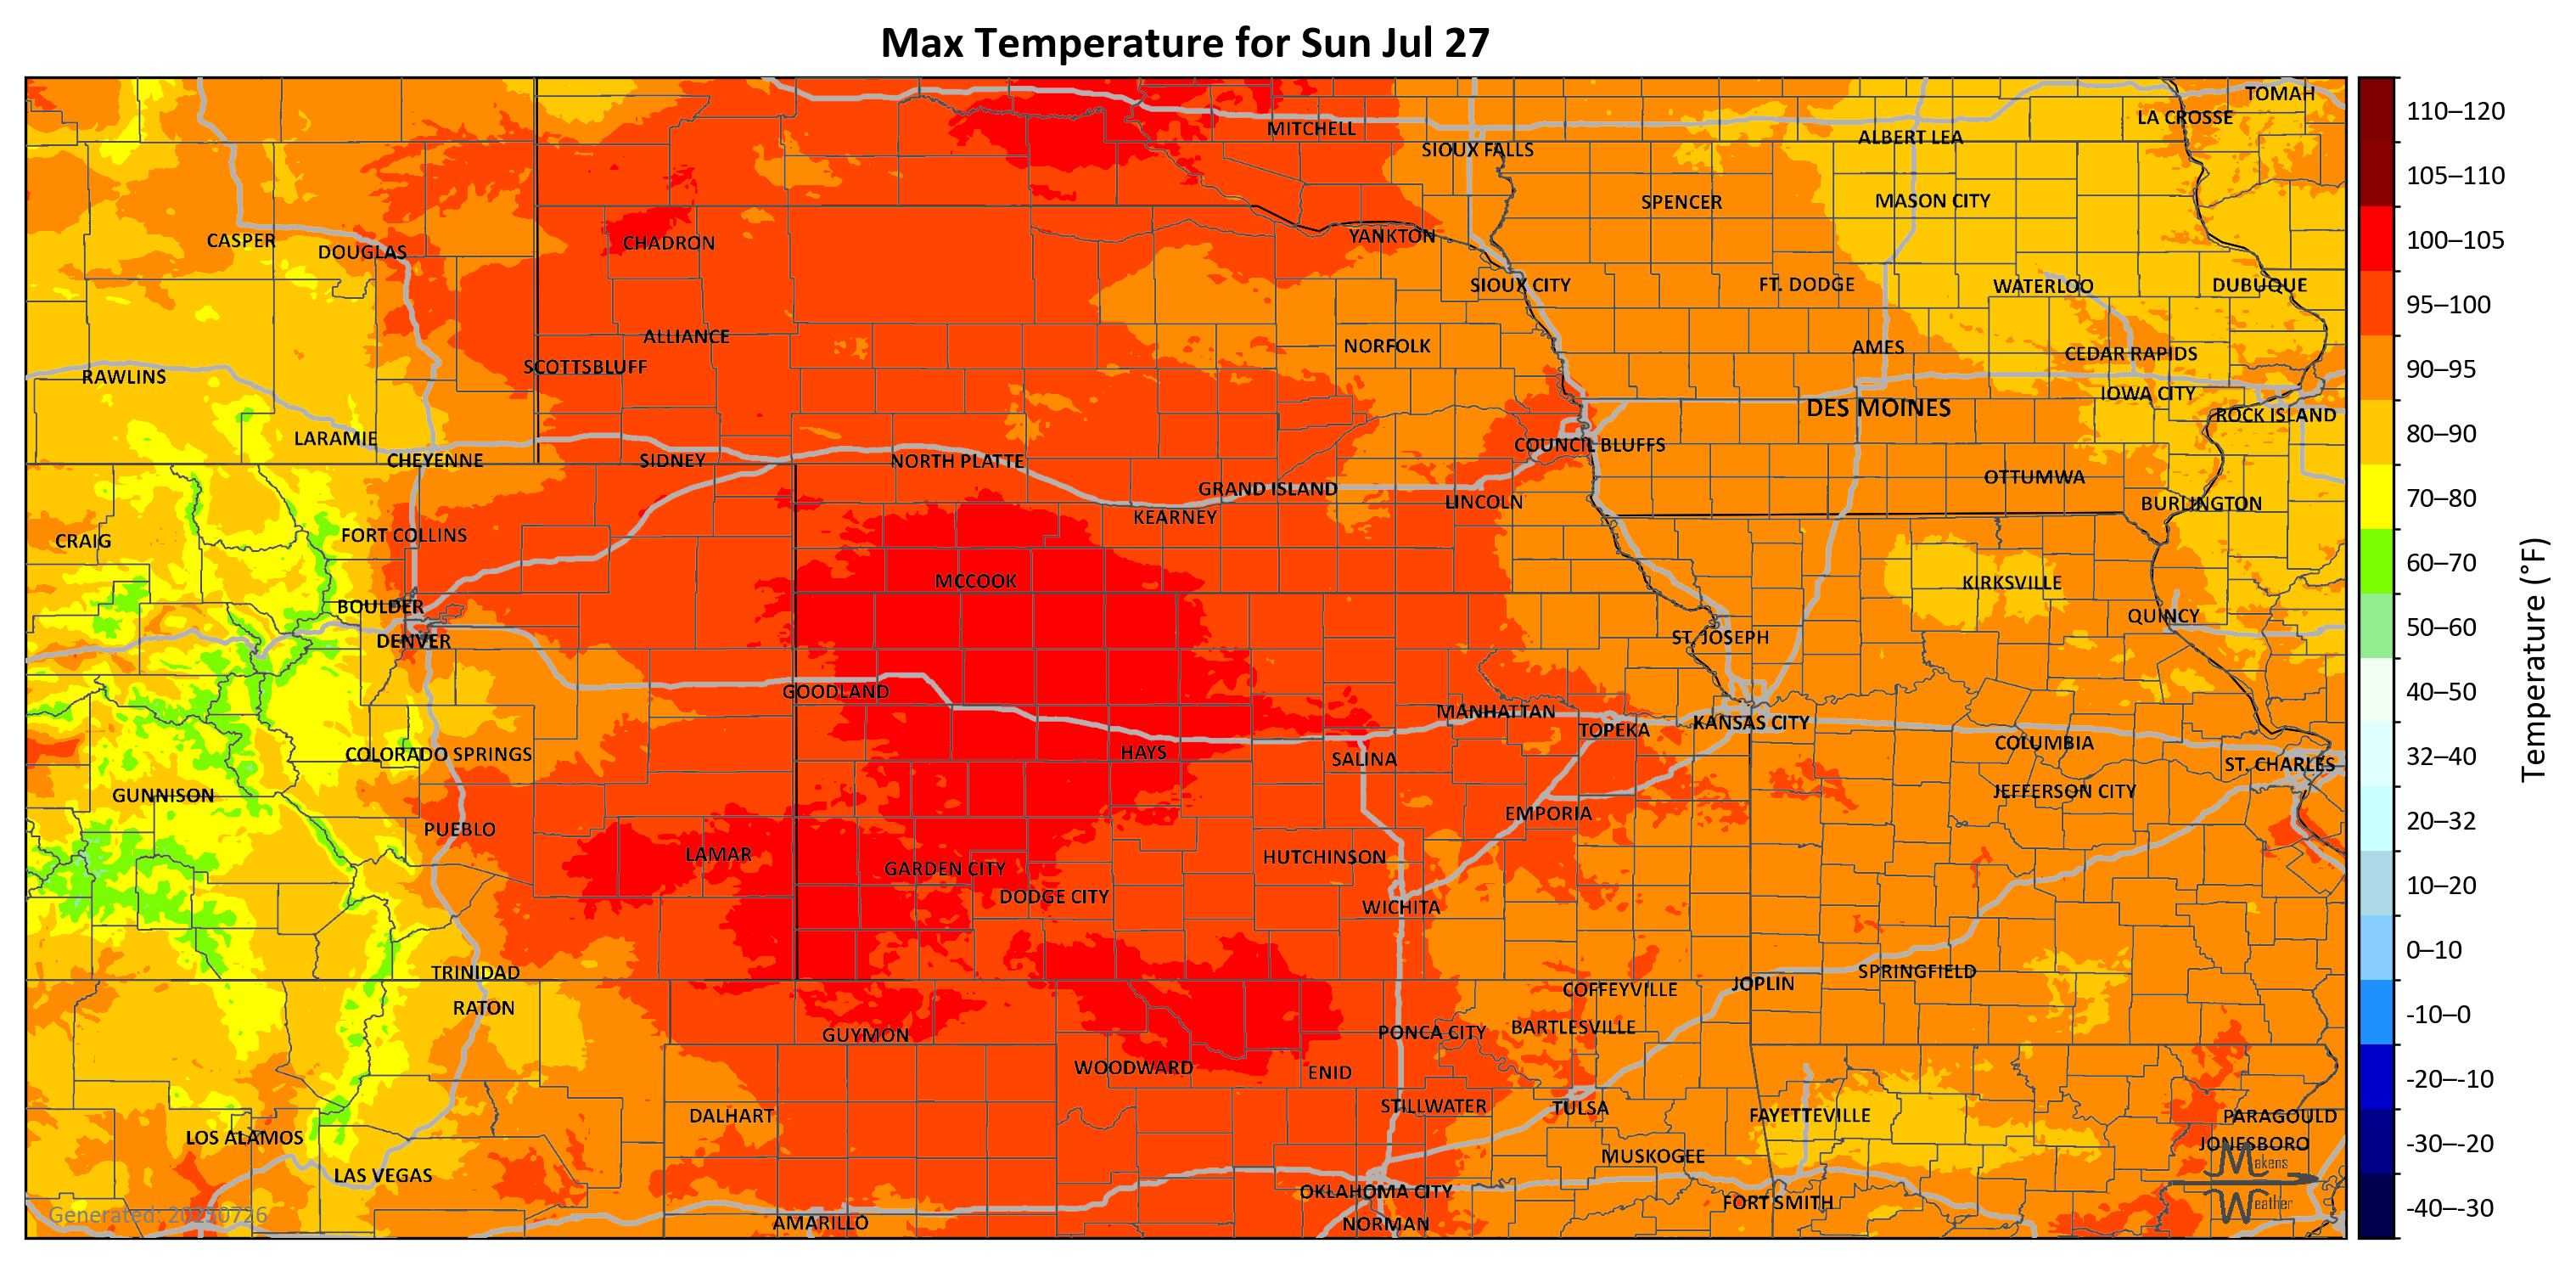 Max Temperature for Sun Jul 27
TOMAH
LA CROSSE
MITCHELL
ALBERT LEA
SIOUX FALLS
SPENCER
MASON CITY
CASPER
DOUGLAS
CHADRON
YANKTON
SIOUX CITY
FT. DODGE
WATERLOO
DUBUQUE
ALLIANCE
NORFOLK
AMES
CEDAR RAPIDS
SCOTTSBLUFF
RAWLINS
IOWA CITY
DES MOINES
ROCK ISLAND
LARAMIE
COUNCIL BLUFFS
CHEYENNE
SIDNEY
NORTH PLATTE
OTTUMWA
GRAND ISLAND
LINCOLN
BURLINGTON
KEARNEY
FORT COLLINS
CRAIG
MCCOOK
KIRKSVILLE
BOULDER
QUINCY
DENVER
ST. JOSEPH
GOODLAND
MANHATTAN
KANSAS CITY
TOPEKA
COLUMBIA
COLORADO SPRINGS
HAYS
SALINA
ST. CHARLES
GUNNISON
JEFFERSON CITY
EMPORIA
PUEBLO
LAMAR
HUTCHINSON
GARDEN CITY
DODGE CITY
WICHITA
TRINIDAD
SPRINGFIELD
JOPLIN
COFFEYVILLE
RATON
BARTLESVILLE
GUYMON
PONCA CITY
WOODWARD
ENID
STILLWATER
TULSA
DALHART
FAYETTEVILLE
PARAGOULD
LOS ALAMOS
JONESBORO
MUSKOGEE
LAS VEGAS
OKLAHOMA CITY
FORT SMITH
AMARILLO
NORMAN
Generated: 20250726
Makens
Weather
110–120
105–110
100–105
95–100
90–95
80–90
70–80
60–70
50–60
40–50
32–40
20–32
10–20
0–10
-10–0
-20–-10
-30–-20
-40–-30
Temperature (°F)